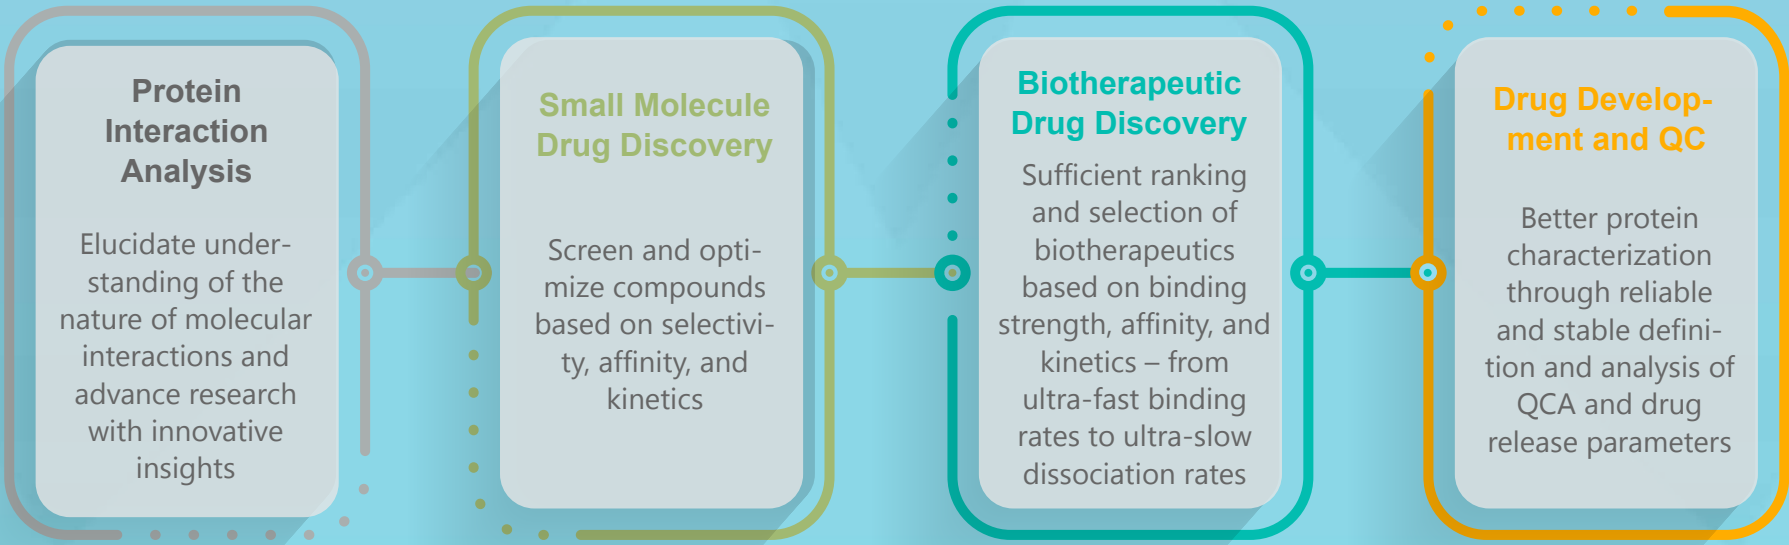 Protein
Interaction
Analysis
Elucidate under-
standing of the
nature of molecular
interactions and
advance research
with innovative
insights
Small Molecule
Drug Discovery
Screen and opti-
mize compounds
based on selectivi-
ty, affinity, and
kinetics
Biotherapeutic
Drug Discovery
Sufficient ranking
and selection of
biotherapeutics
based on binding
strength, affinity, and
kinetics – from
ultra-fast binding
rates to ultra-slow
dissociation rates
Drug Develop-
ment and QC
Better protein
characterization
through reliable
and stable defini-
tion and analysis of
QCA and drug
release parameters